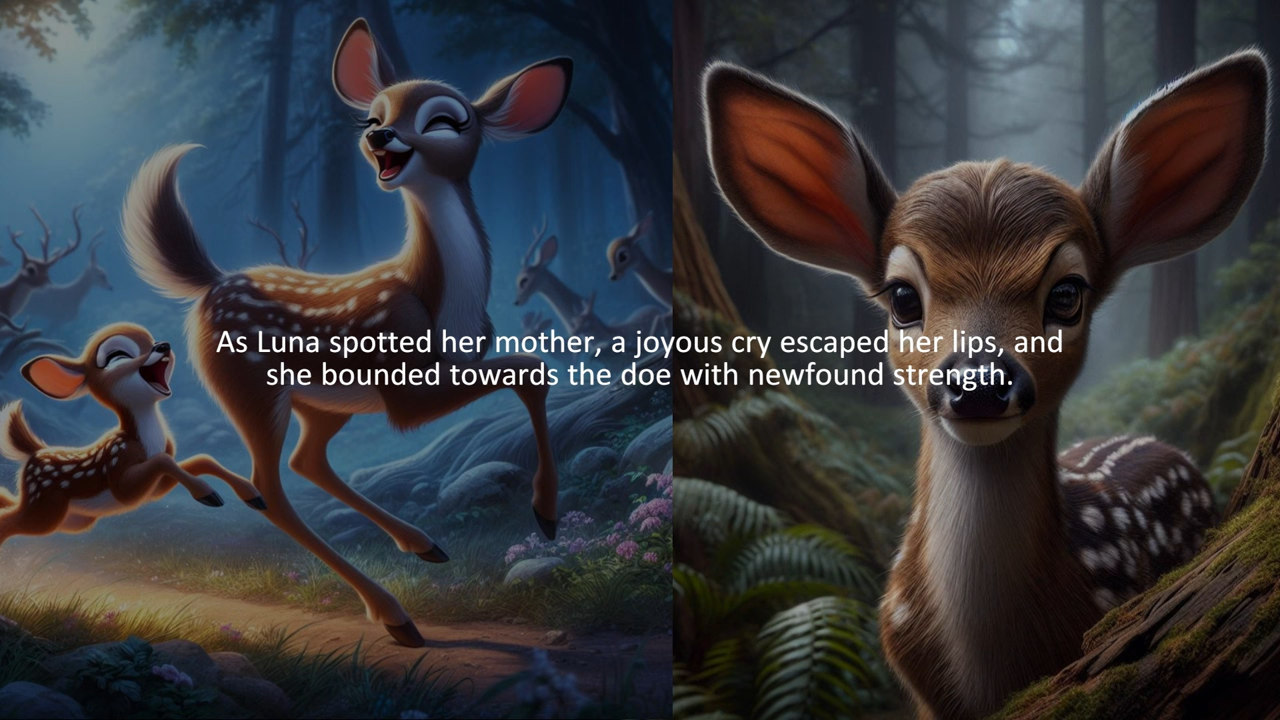 As Luna spotted her mother, a joyous cry escaped her lips, and
she bounded towards the doe with newfound strength.